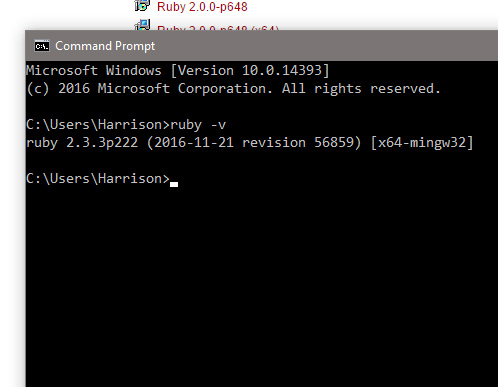 Ruby 2.0.0-p648
Ruby 2.0.0-p648 (x64)
Command Prompt
Microsoft Windows [Version 10.0.14393]
(c) 2016 Microsoft Corporation. All rights reserved.
C:\Users\Harrison>ruby -v
ruby 2.3.3p222 (2016-11-21 revision 56859) [x64-mingw32]
C:\Users\Harrison>